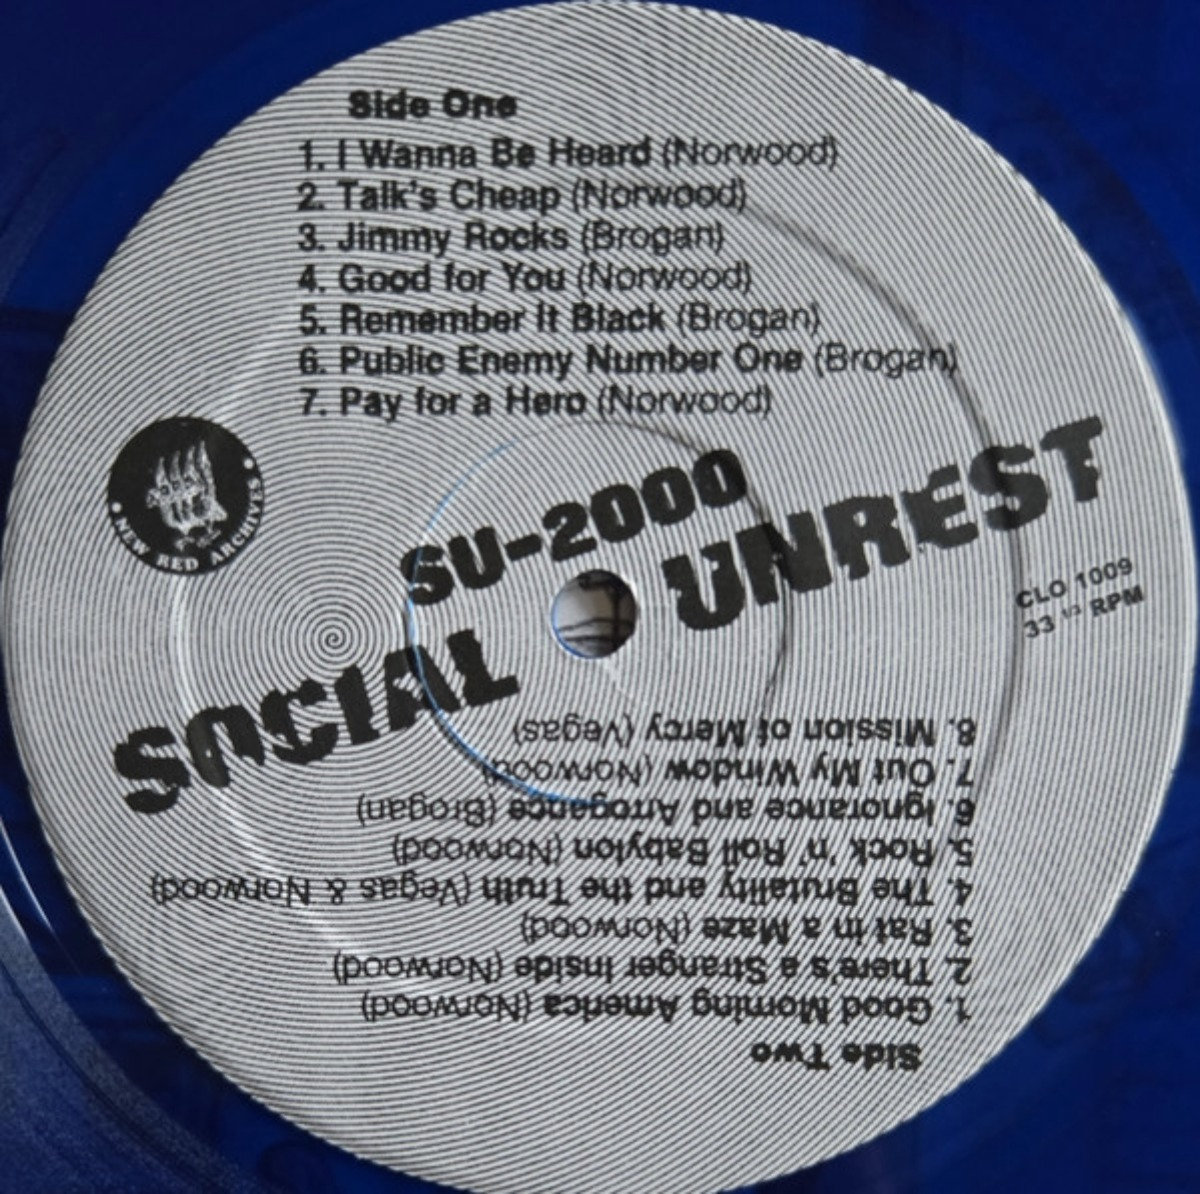 Side One
1. I Wanna Be Heard (Norwood)
2. Talk's Cheap (Norwood)
3. Jimmy Rocks (Brogan)
4. Good for You (Norwood)
5. Remember It Black (Brogan)
6. Public Enemy Number One (Brogan)
7. Pay for a Hero (Norwood)
• NEW RED ARCHIVES •
SU-2000
SOCIAL UNREST
CLO 1009
33 1/3 RPM
Side Two
1. Good Morning America (Norwood)
2. There's a Stranger Inside (Norwood)
3. Rat in a Maze (Norwood)
4. The Brutality and the Truth (Vegas & Norwood)
5. Rock 'n' Roll Babylon (Norwood)
6. Ignorance and Arrogance (Brogan)
7. Out My Window (Norwood)
8. Mission of Mercy (Vegas)